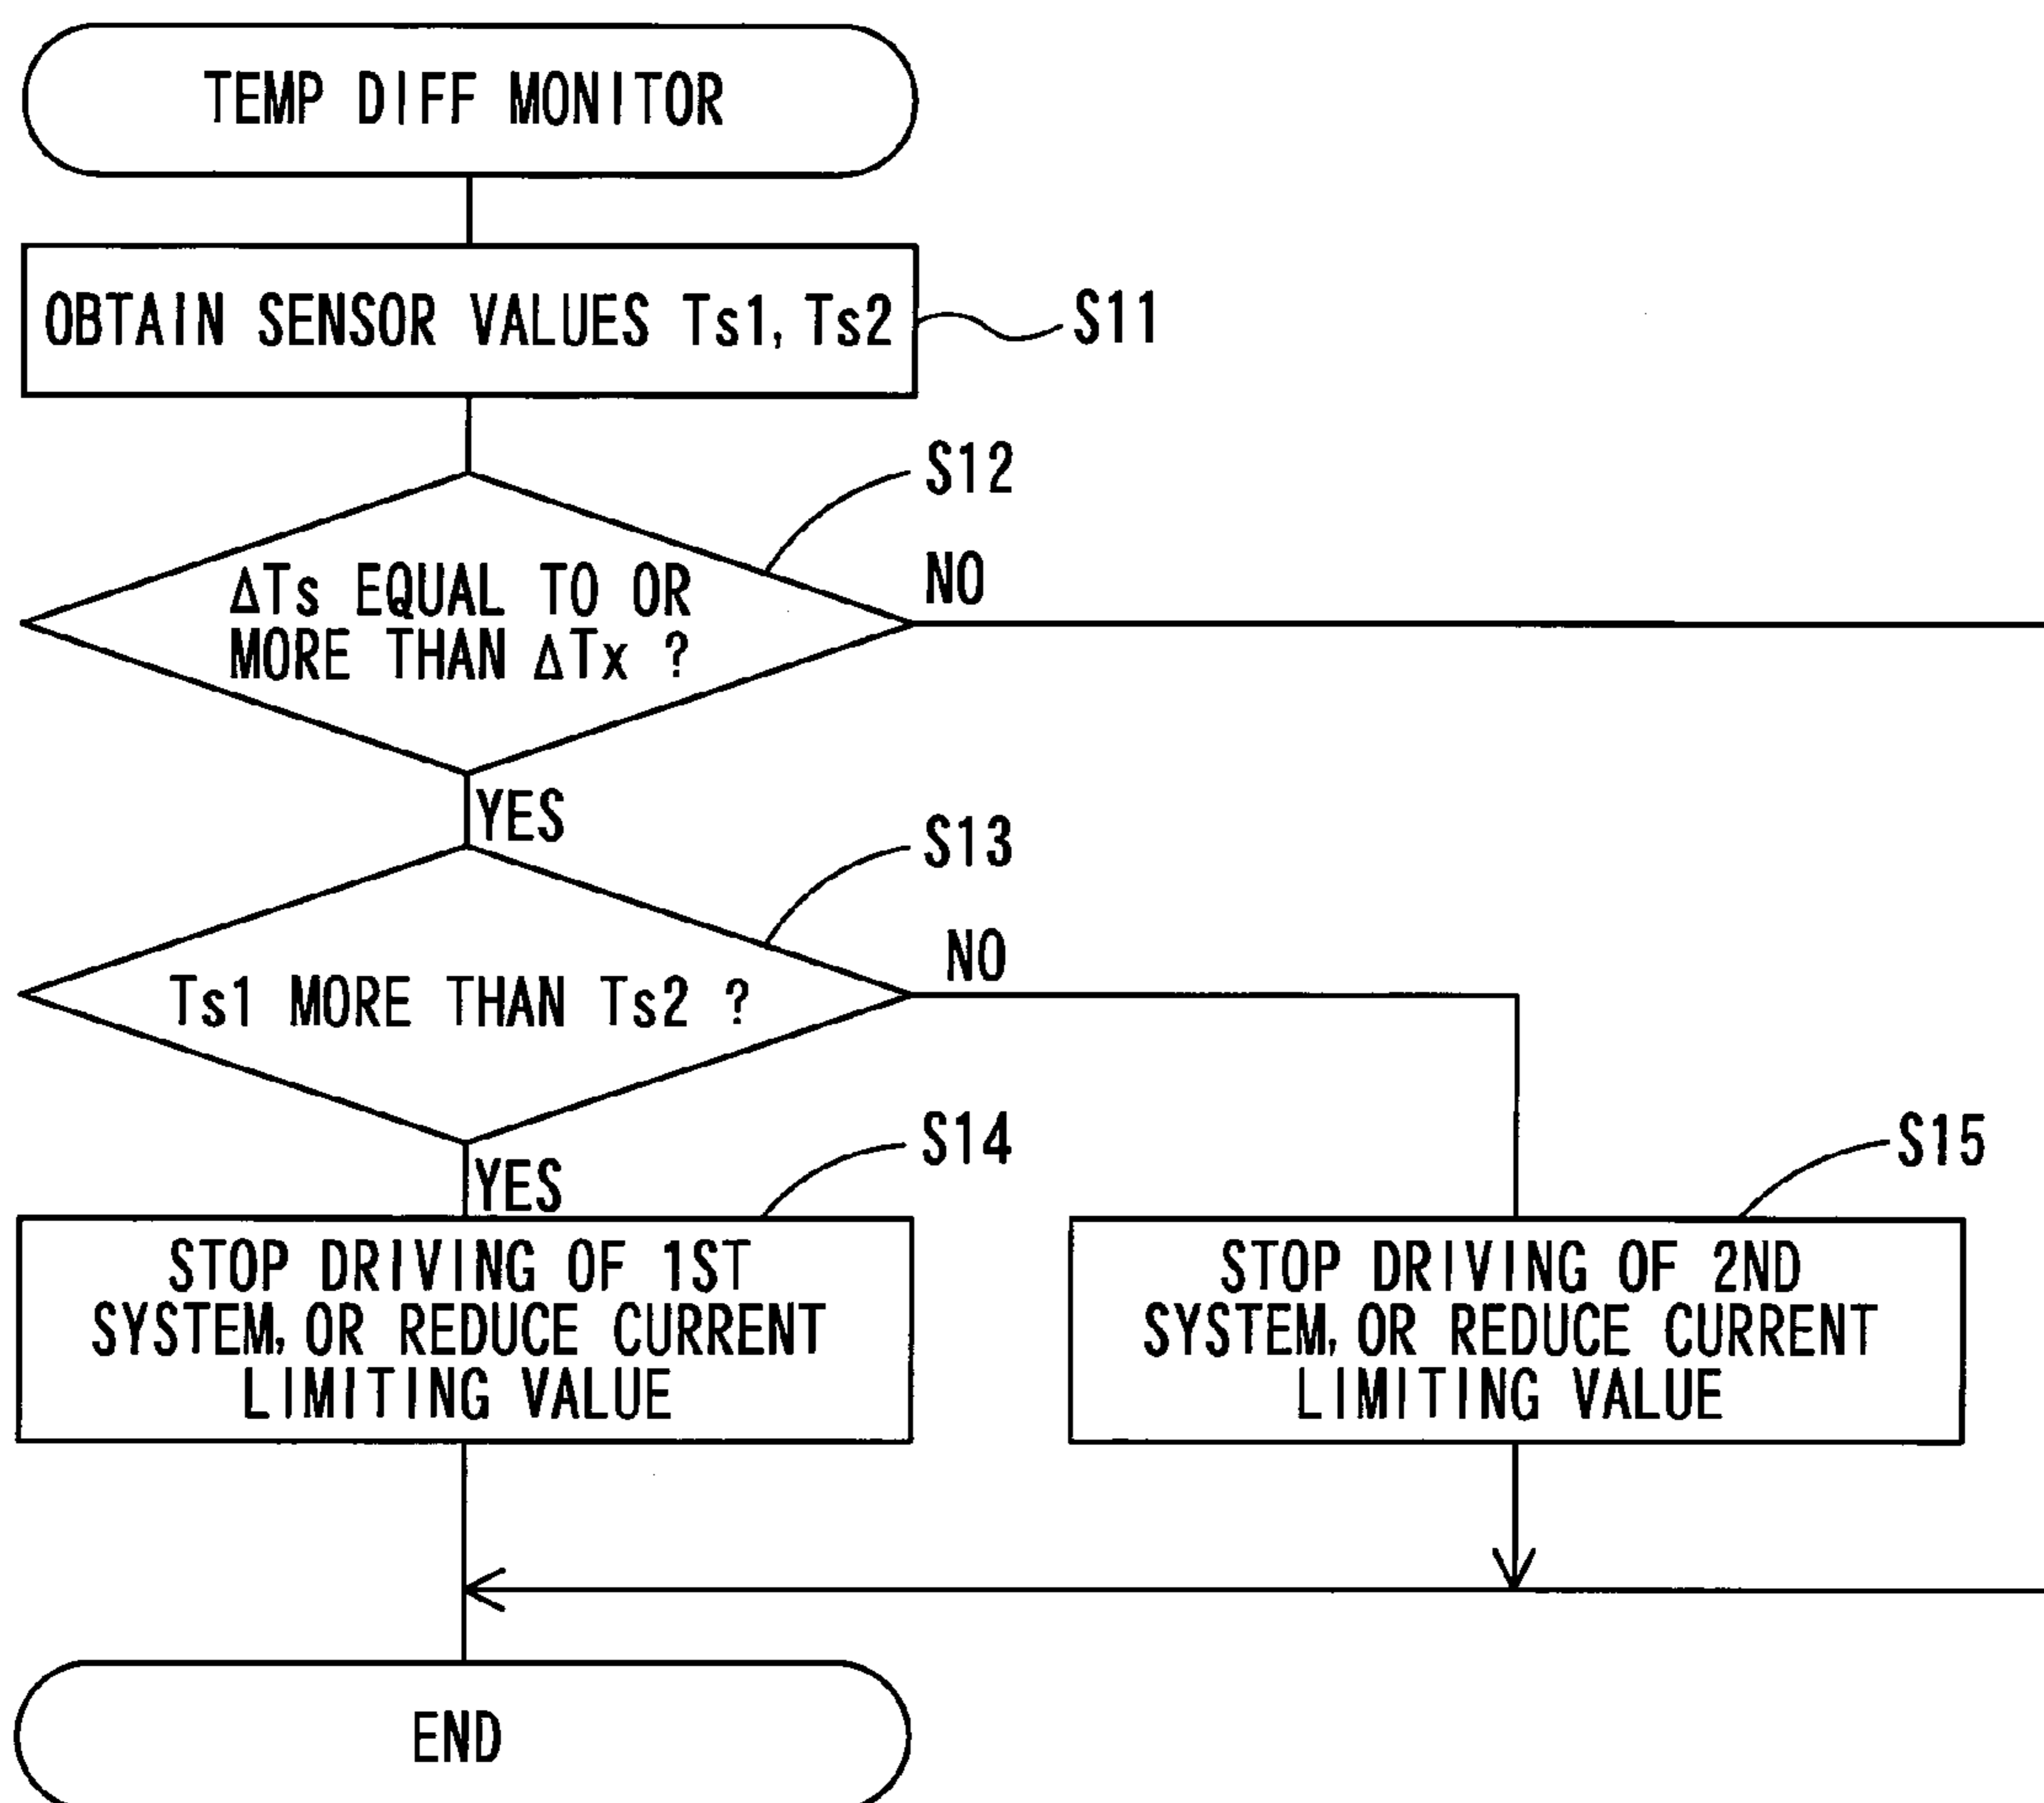 TEMP DIFF MONITOR
OBTAIN SENSOR VALUES Ts1, Ts2
S11
S12
ΔTs EQUAL TO OR
MORE THAN ΔTx ?
NO
YES
S13
Ts1 MORE THAN Ts2 ?
NO
YES
S14
STOP DRIVING OF 1ST
SYSTEM, OR REDUCE CURRENT
LIMITING VALUE
S15
STOP DRIVING OF 2ND
SYSTEM, OR REDUCE CURRENT
LIMITING VALUE
END